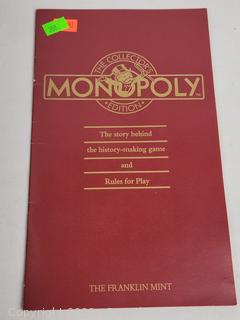 THE COLLECTOR'S
MONOPOLY
EDITION
The story behind
the history-making game
and
Rules for Play
THE FRANKLIN MINT